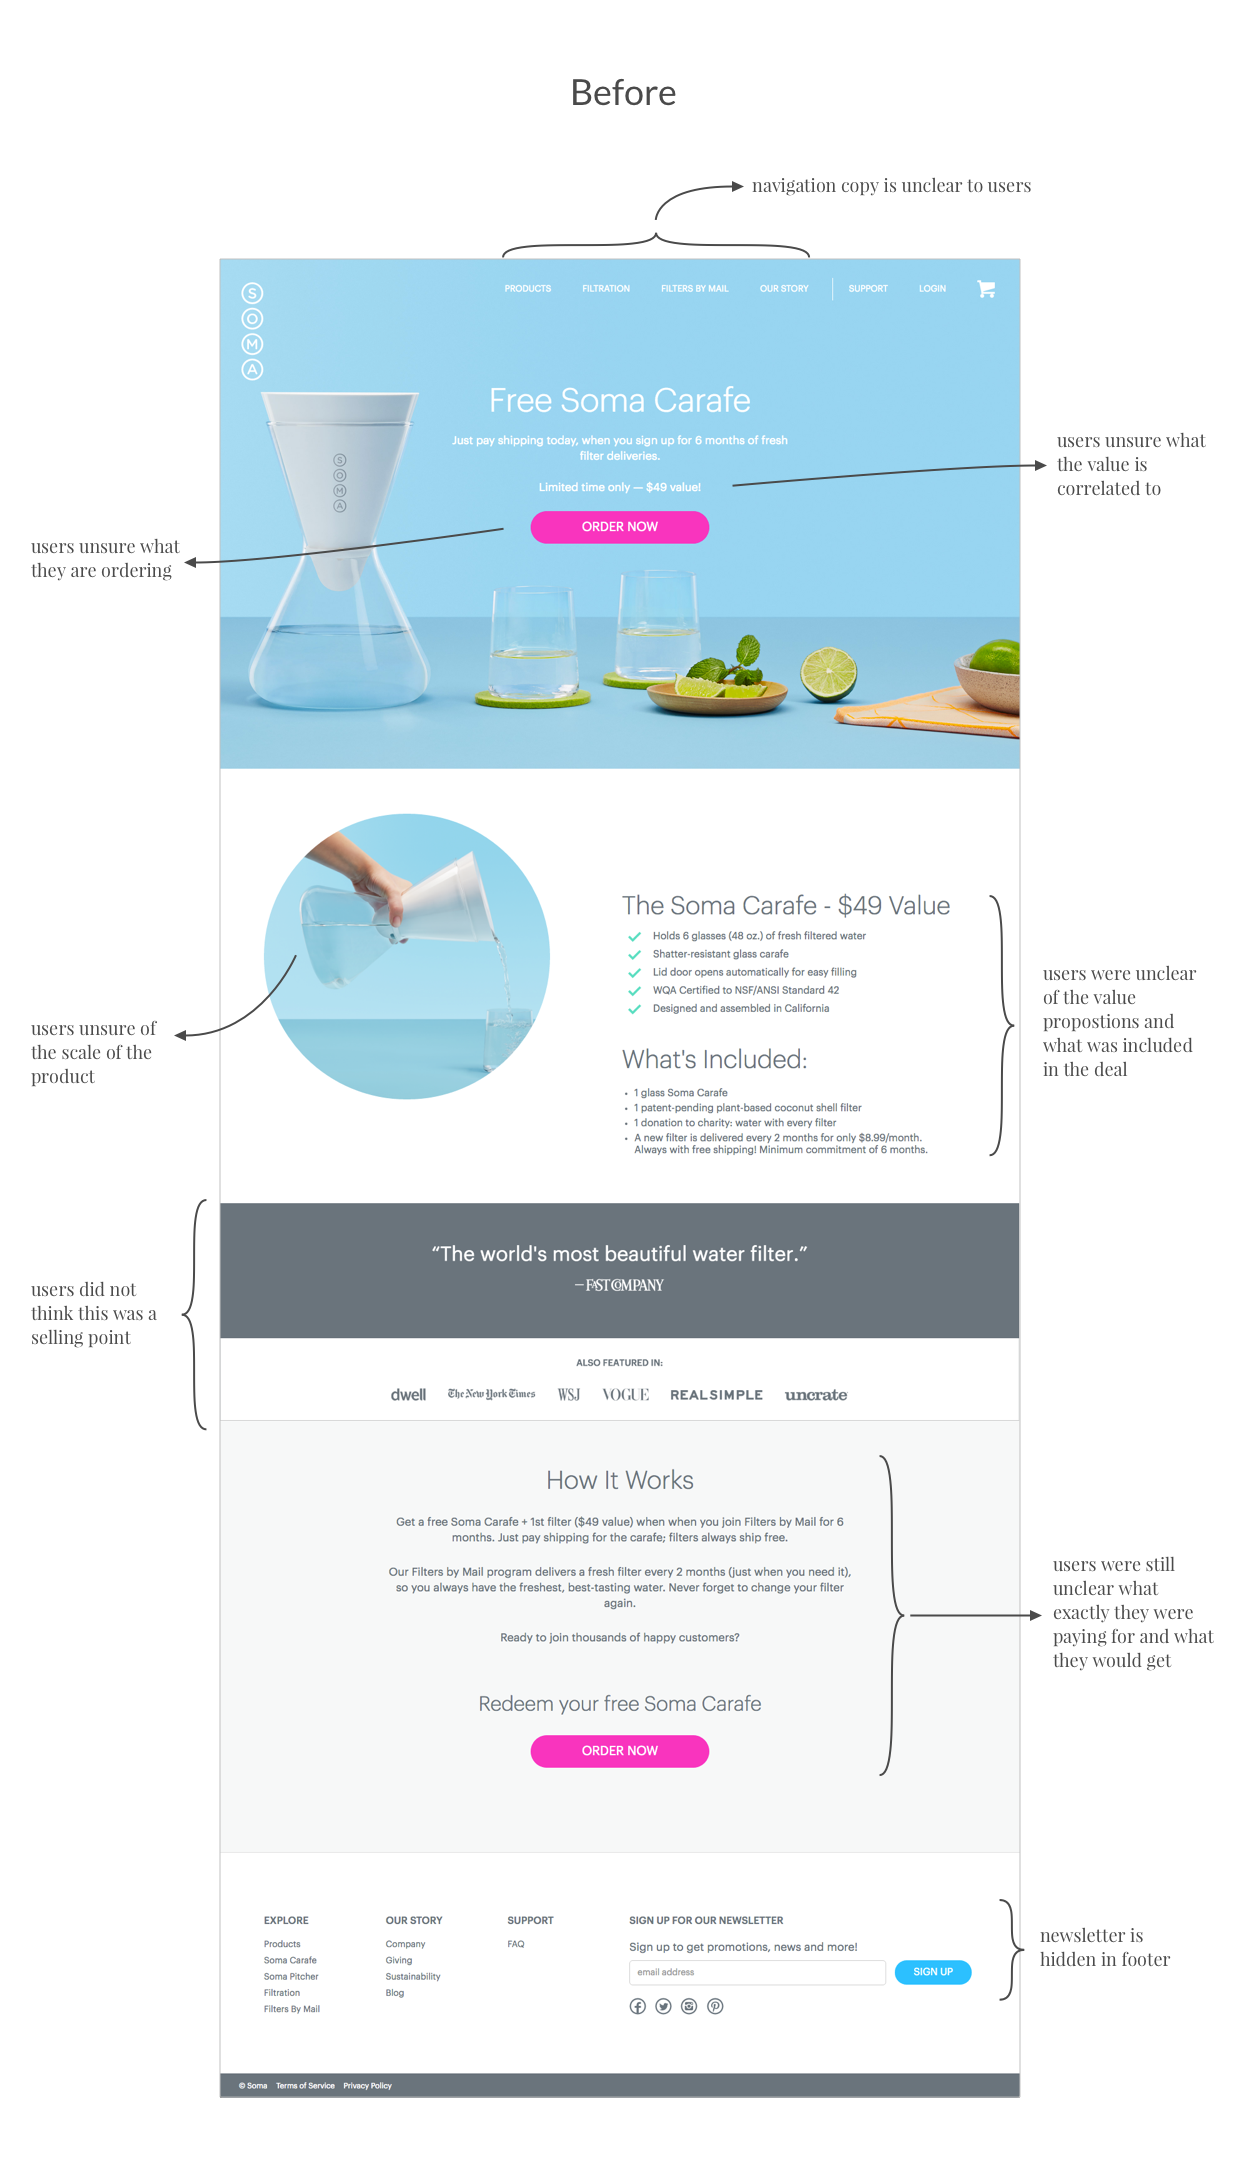 Before
navigation copy is unclear to users
S
O
M
A
PRODUCTS FILTRATION FILTERS BY MAIL OUR STORY SUPPORT LOGIN
Free Soma Carafe
Just pay shipping today, when you sign up for 6 months of fresh
filter deliveries.
Limited time only — $49 value!
ORDER NOW
S
O
M
A
users unsure what
the value is
correlated to
users unsure what
they are ordering
The Soma Carafe - $49 Value
Holds 6 glasses (48 oz.) of fresh filtered water
Shatter-resistant glass carafe
Lid door opens automatically for easy filling
WQA Certified to NSF/ANSI Standard 42
Designed and assembled in California
What's Included:
• 1 glass Soma Carafe
• 1 patent-pending plant-based coconut shell filter
• 1 donation to charity: water with every filter
• A new filter is delivered every 2 months for only $8.99/month.
Always with free shipping! Minimum commitment of 6 months.
users unsure of
the scale of the
product
users were unclear
of the value
propostions and
what was included
in the deal
“The world's most beautiful water filter.”
— FAST COMPANY
ALSO FEATURED IN:
dwell The New York Times WSJ VOGUE REALSIMPLE uncrate
users did not
think this was a
selling point
How It Works
Get a free Soma Carafe + 1st filter ($49 value) when when you join Filters by Mail for 6
months. Just pay shipping for the carafe; filters always ship free.
Our Filters by Mail program delivers a fresh filter every 2 months (just when you need it),
so you always have the freshest, best-tasting water. Never forget to change your filter
again.
Ready to join thousands of happy customers?
Redeem your free Soma Carafe
ORDER NOW
users were still
unclear what
exactly they were
paying for and what
they would get
EXPLORE
Products
Soma Carafe
Soma Pitcher
Filtration
Filters By Mail
OUR STORY
Company
Giving
Sustainability
Blog
SUPPORT
FAQ
SIGN UP FOR OUR NEWSLETTER
Sign up to get promotions, news and more!
email address
SIGN UP
newsletter is
hidden in footer
© Soma Terms of Service Privacy Policy